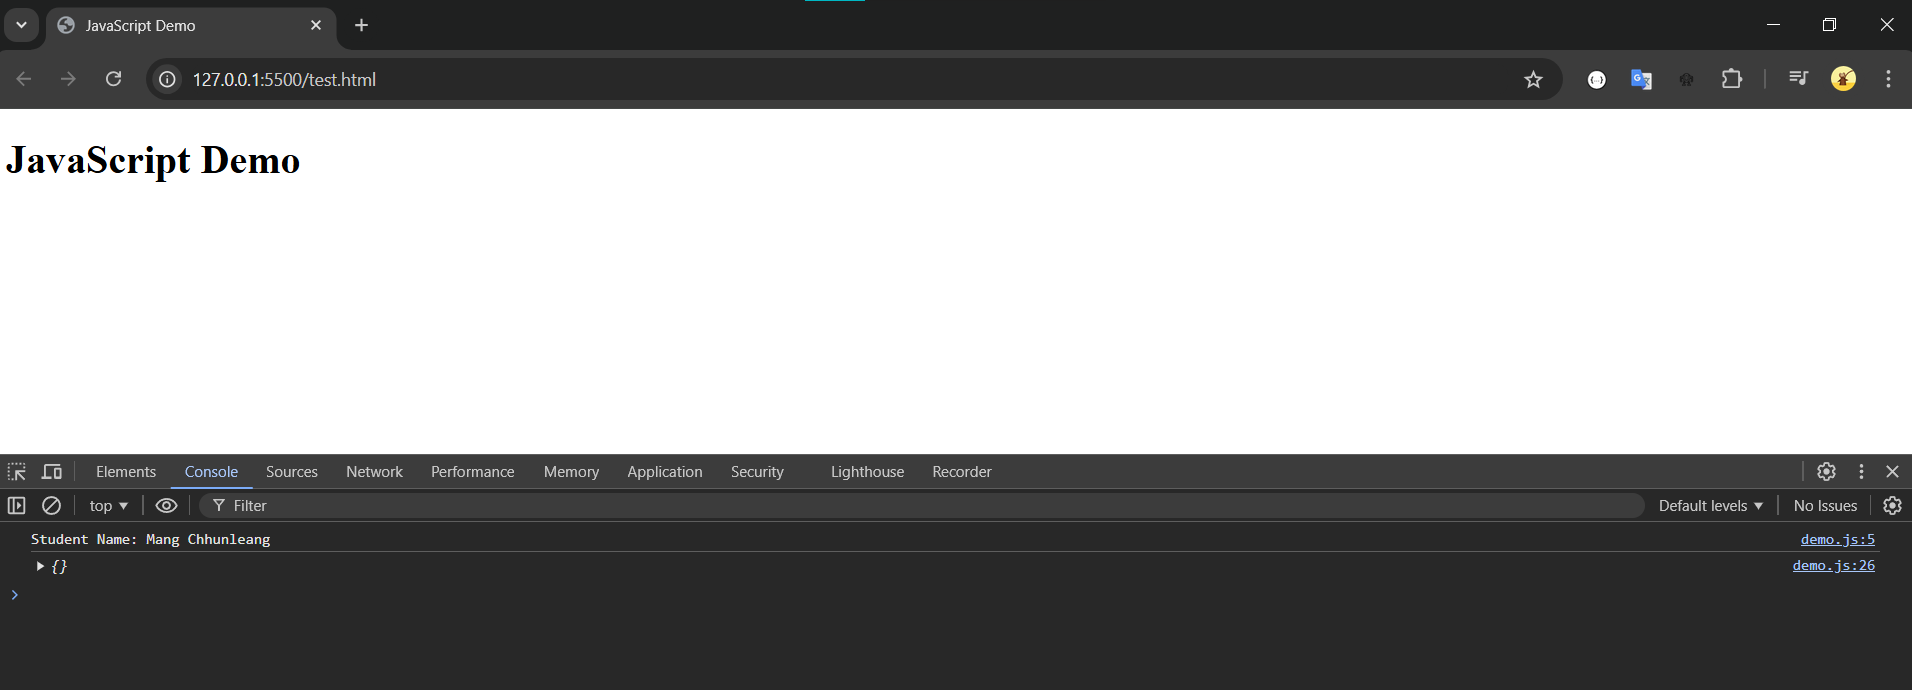 JavaScript Demo
127.0.0.1:5500/test.html
JavaScript Demo
Elements Console Sources Network Performance Memory Application Security Lighthouse Recorder
top Filter Default levels No Issues
Student Name: Mang Chhunleang demo.js:5
{} demo.js:26